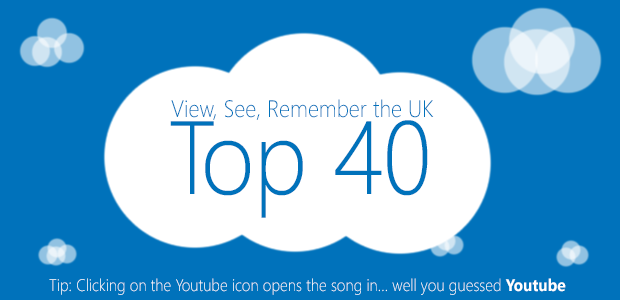 View, See, Remember the UK
Top 40
Tip: Clicking on the Youtube icon opens the song in... well you guessed Youtube